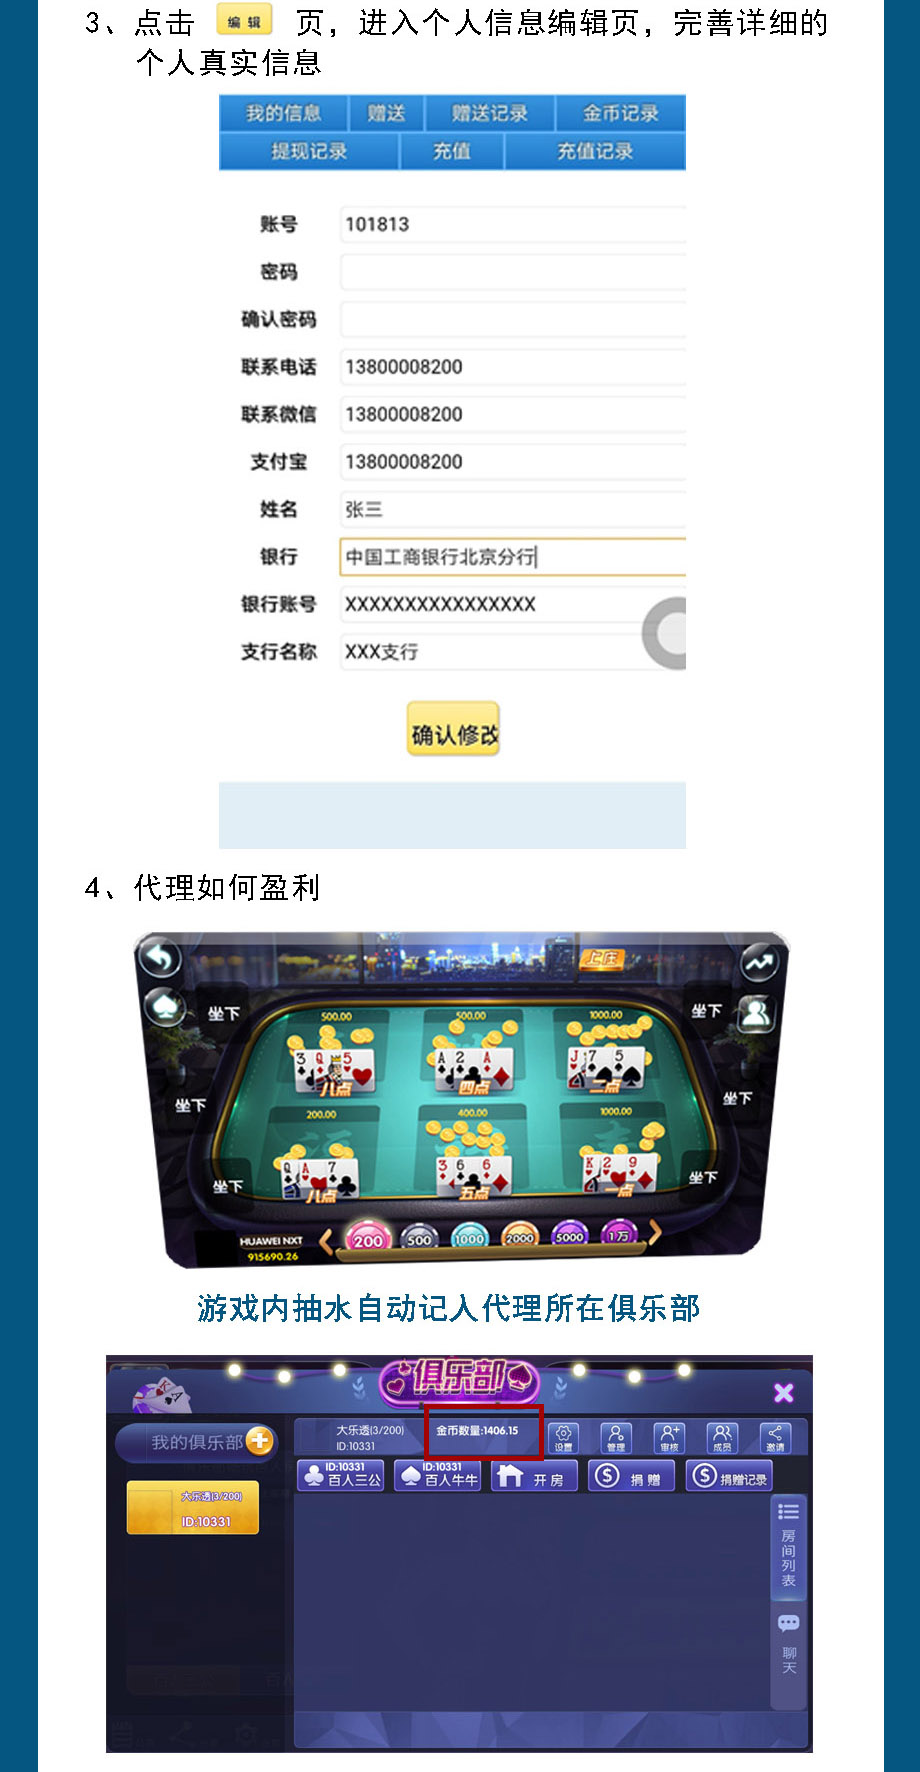 3、点击 编辑 页，进入个人信息编辑页，完善详细的
个人真实信息
我的信息 赠送 赠送记录 金币记录
提现记录 充值 充值记录
账号 101813
密码
确认密码
联系电话 13800008200
联系微信 13800008200
支付宝 13800008200
姓名 张三
银行 中国工商银行北京分行
银行账号 XXXXXXXXXXXXXXXX
支行名称 XXX支行
确认修改
4、代理如何盈利
上庄
坐下 500.00 500.00 1000.00 坐下
3 Q 5 A 2 A J 7 5
八点 四点 二点
坐下 坐下
200.00 400.00 1000.00
Q A 7 3 6 6 K 2 9
坐下 八点 五点 一点 坐下
HUAWEI NXT
915690.26
200 500 1000 2000 5000 1万
游戏内抽水自动记入代理所在俱乐部
俱乐部
我的俱乐部
大乐透(3/200)
ID:10331
金币数量:1406.15
设置 管理 审核 成员 邀请
ID:10331
百人三公
ID:10331
百人牛牛
开房 捐赠 捐赠记录
大乐透(3/200)
ID:10331
房间列表
聊天